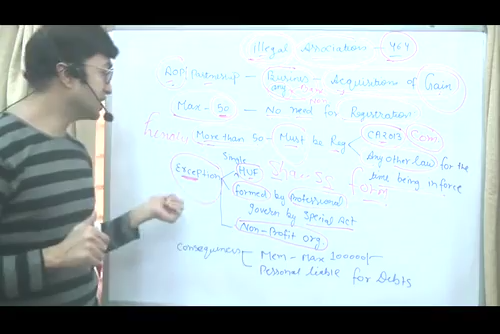 Illegal Association - 464
AOP/Partnership - Business - Acquisition of Gain
any
Max - 50 - No need for Registration
More than 50 - Must be Reg CA2013 Com
Any other law for the
time being in force
Single
Exception HUF
formed by Professional
Govern by Special Act
Non-Profit Org.
Consequences Mem - Max 100000/-
Personal liable for Debts